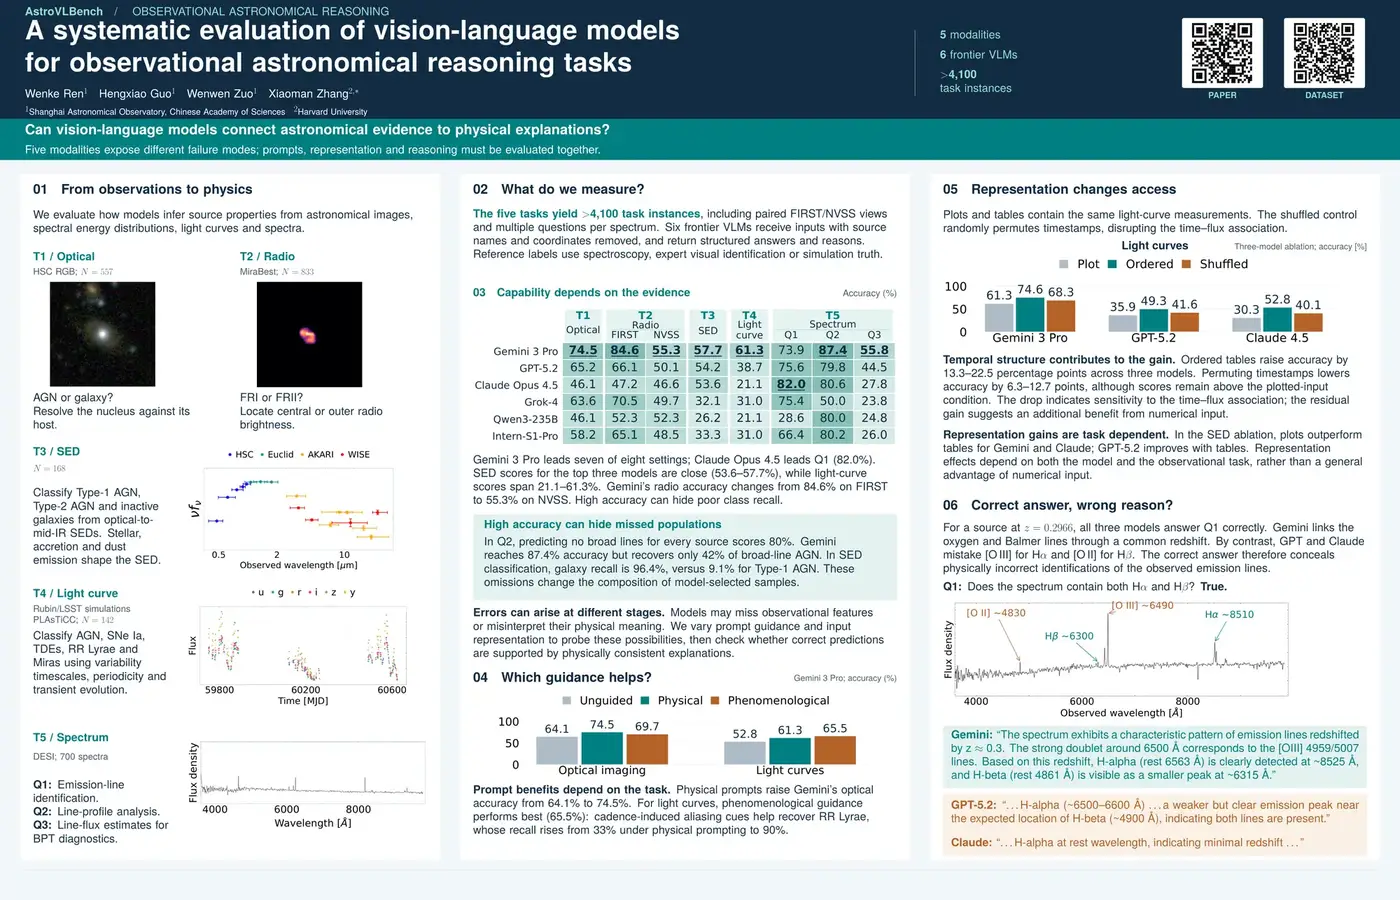 AstroVLBench / OBSERVATIONAL ASTRONOMICAL REASONING
A systematic evaluation of vision-language models
for observational astronomical reasoning tasks
Wenke Ren¹ Hengxiao Guo¹ Wenwen Zuo¹ Xiaoman Zhang²,*
¹Shanghai Astronomical Observatory, Chinese Academy of Sciences ²Harvard University
5 modalities
6 frontier VLMs
>4,100
task instances
PAPER
DATASET
Can vision-language models connect astronomical evidence to physical explanations?
Five modalities expose different failure modes; prompts, representation and reasoning must be evaluated together.
01 From observations to physics
We evaluate how models infer source properties from astronomical images,
spectral energy distributions, light curves and spectra.
T1 / Optical
HSC RGB; N = 557
AGN or galaxy?
Resolve the nucleus against its
host.
T2 / Radio
MiraBest; N = 833
FRI or FRII?
Locate central or outer radio
brightness.
T3 / SED
N = 168
Classify Type-1 AGN,
Type-2 AGN and inactive
galaxies from optical-to-
mid-IR SEDs. Stellar,
accretion and dust
emission shape the SED.
HSC Euclid AKARI WISE
νfν
0.5 2 10
Observed wavelength [μm]
T4 / Light curve
Rubin/LSST simulations
PLAsTiCC; N = 142
Classify AGN, SNe Ia,
TDEs, RR Lyrae and
Miras using variability
timescales, periodicity and
transient evolution.
u g r i z y
Flux
59800 60200 60600
Time [MJD]
T5 / Spectrum
DESI; 700 spectra
Q1: Emission-line
identification.
Q2: Line-profile analysis.
Q3: Line-flux estimates for
BPT diagnostics.
Flux density
4000 6000 8000
Wavelength [Å]
02 What do we measure?
The five tasks yield >4,100 task instances, including paired FIRST/NVSS views
and multiple questions per spectrum. Six frontier VLMs receive inputs with source
names and coordinates removed, and return structured answers and reasons.
Reference labels use spectroscopy, expert visual identification or simulation truth.
03 Capability depends on the evidence Accuracy (%)
T1 T2 T3 T4 T5
Optical Radio SED Light curve Spectrum
FIRST NVSS Q1 Q2 Q3
Gemini 3 Pro 74.5 84.6 55.3 57.7 61.3 73.9 87.4 55.8
GPT-5.2 65.2 66.1 50.1 54.2 38.7 75.6 79.8 44.5
Claude Opus 4.5 46.1 47.2 46.6 53.6 21.1 82.0 80.6 27.8
Grok-4 63.6 70.5 49.7 32.1 31.0 75.4 50.0 23.8
Qwen3-235B 46.1 52.3 52.3 26.2 21.1 28.6 80.0 24.8
Intern-S1-Pro 58.2 65.1 48.5 33.3 31.0 66.4 80.2 26.0
Gemini 3 Pro leads seven of eight settings; Claude Opus 4.5 leads Q1 (82.0%).
SED scores for the top three models are close (53.6–57.7%), while light-curve
scores span 21.1–61.3%. Gemini's radio accuracy changes from 84.6% on FIRST
to 55.3% on NVSS. High accuracy can hide poor class recall.
High accuracy can hide missed populations
In Q2, predicting no broad lines for every source scores 80%. Gemini
reaches 87.4% accuracy but recovers only 42% of broad-line AGN. In SED
classification, galaxy recall is 96.4%, versus 9.1% for Type-1 AGN. These
omissions change the composition of model-selected samples.
Errors can arise at different stages. Models may miss observational features
or misinterpret their physical meaning. We vary prompt guidance and input
representation to probe these possibilities, then check whether correct predictions
are supported by physically consistent explanations.
04 Which guidance helps? Gemini 3 Pro; accuracy (%)
Unguided Physical Phenomenological
100
50
0
64.1 74.5 69.7
52.8 61.3 65.5
Optical imaging Light curves
Prompt benefits depend on the task. Physical prompts raise Gemini's optical
accuracy from 64.1% to 74.5%. For light curves, phenomenological guidance
performs best (65.5%): cadence-induced aliasing cues help recover RR Lyrae,
whose recall rises from 33% under physical prompting to 90%.
05 Representation changes access
Plots and tables contain the same light-curve measurements. The shuffled control
randomly permutes timestamps, disrupting the time–flux association.
Light curves Three-model ablation; accuracy [%]
Plot Ordered Shuffled
100
50
0
61.3 74.6 68.3
35.9 49.3 41.6
30.3 52.8 40.1
Gemini 3 Pro GPT-5.2 Claude 4.5
Temporal structure contributes to the gain. Ordered tables raise accuracy by
13.3–22.5 percentage points across three models. Permuting timestamps lowers
accuracy by 6.3–12.7 points, although scores remain above the plotted-input
condition. The drop indicates sensitivity to the time–flux association; the residual
gain suggests an additional benefit from numerical input.
Representation gains are task dependent. In the SED ablation, plots outperform
tables for Gemini and Claude; GPT-5.2 improves with tables. Representation
effects depend on both the model and the observational task, rather than a general
advantage of numerical input.
06 Correct answer, wrong reason?
For a source at z = 0.2966, all three models answer Q1 correctly. Gemini links the
oxygen and Balmer lines through a common redshift. By contrast, GPT and Claude
mistake [O III] for Hα and [O II] for Hβ. The correct answer therefore conceals
physically incorrect identifications of the observed emission lines.
Q1: Does the spectrum contain both Hα and Hβ? True.
[O II] ~4830
Hβ ~6300
[O III] ~6490
Hα ~8510
Flux density
4000 6000 8000
Observed wavelength [Å]
Gemini: “The spectrum exhibits a characteristic pattern of emission lines redshifted
by z ≈ 0.3. The strong doublet around 6500 Å corresponds to the [OIII] 4959/5007
lines. Based on this redshift, H-alpha (rest 6563 Å) is clearly detected at ~8525 Å,
and H-beta (rest 4861 Å) is visible as a smaller peak at ~6315 Å.”
GPT-5.2: “…H-alpha (~6500–6600 Å) …a weaker but clear emission peak near
the expected location of H-beta (~4900 Å), indicating both lines are present.”
Claude: “…H-alpha at rest wavelength, indicating minimal redshift …”